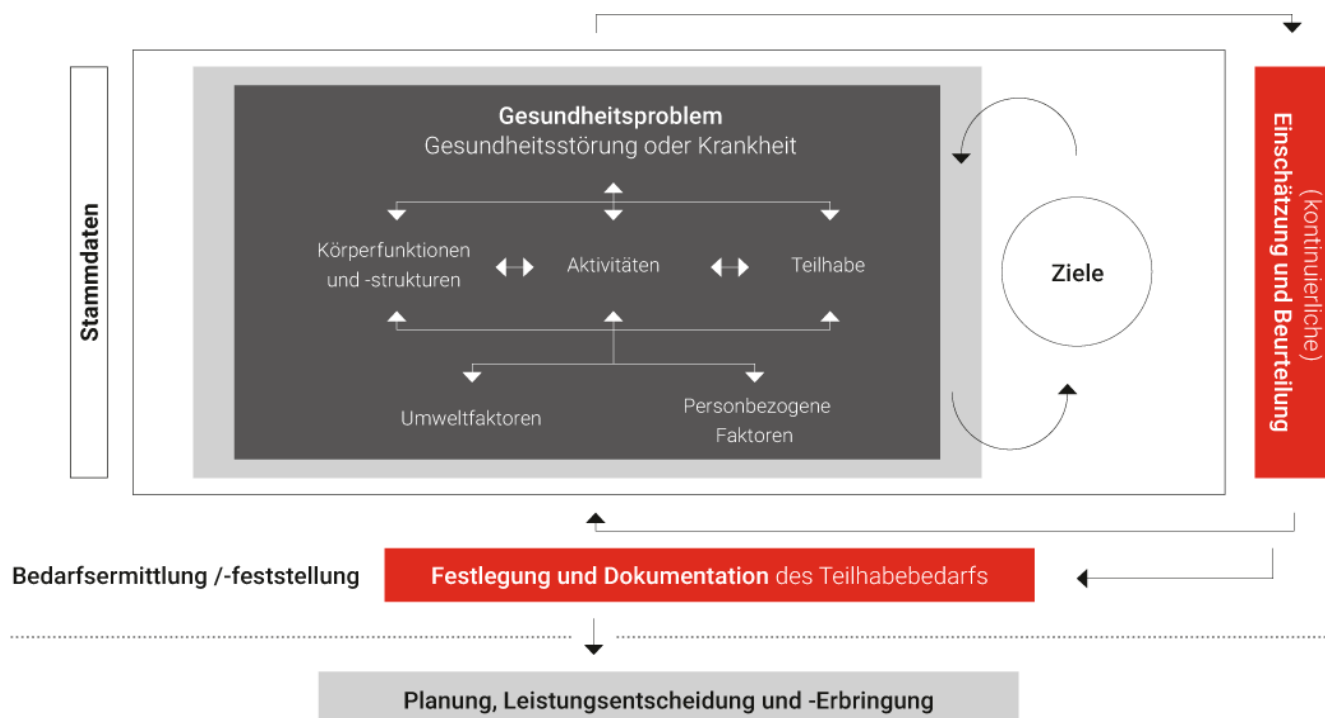 Stammdaten
Gesundheitsproblem
Gesundheitsstörung oder Krankheit
Körperfunktionen
und -strukturen
Aktivitäten
Teilhabe
Umweltfaktoren
Personbezogene
Faktoren
Ziele
(kontinuierliche)
Einschätzung und Beurteilung
Bedarfsermittlung /-feststellung
Festlegung und Dokumentation des Teilhabebedarfs
Planung, Leistungsentscheidung und -Erbringung